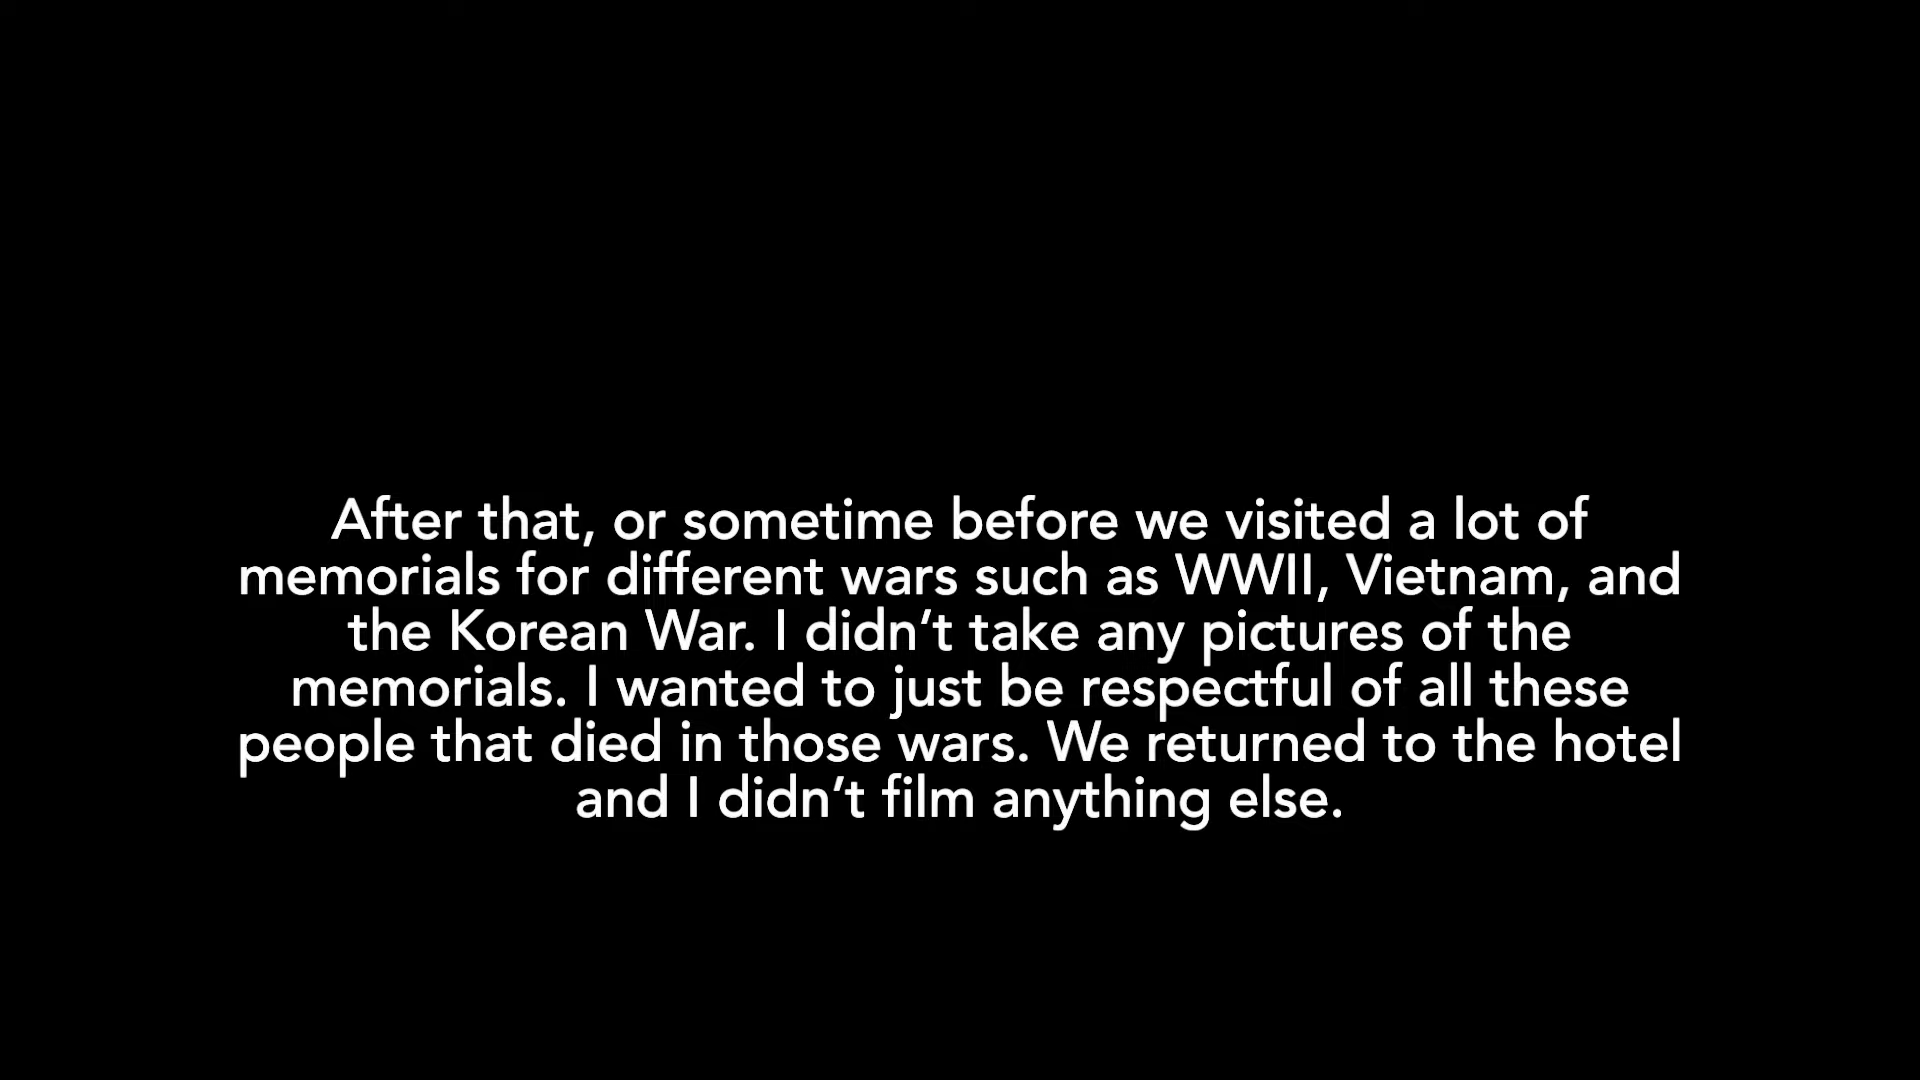 After that, or sometime before we visited a lot of
memorials for different wars such as WWII, Vietnam, and
the Korean War. I didn‘t take any pictures of the
memorials. I wanted to just be respectful of all these
people that died in those wars. We returned to the hotel
and I didn‘t film anything else.